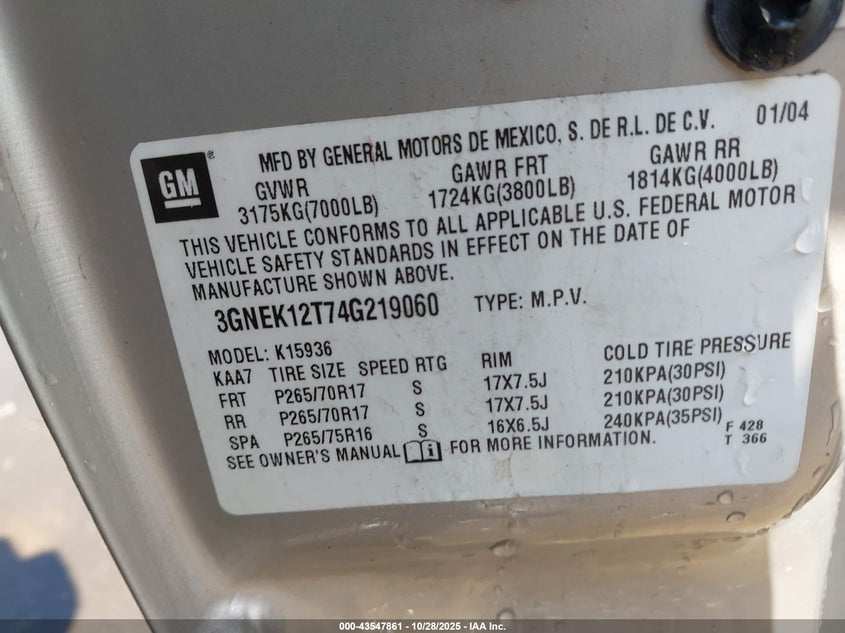 MFD BY GENERAL MOTORS DE MEXICO, S. DE R.L. DE C.V. 01/04
GM®
GVWR GAWR FRT GAWR RR
3175KG(7000LB) 1724KG(3800LB) 1814KG(4000LB)
THIS VEHICLE CONFORMS TO ALL APPLICABLE U.S. FEDERAL MOTOR
VEHICLE SAFETY STANDARDS IN EFFECT ON THE DATE OF
MANUFACTURE SHOWN ABOVE.
3GNEK12T74G219060 TYPE: M.P.V.
MODEL: K15936
KAA7 TIRE SIZE SPEED RTG RIM COLD TIRE PRESSURE
FRT P265/70R17 S 17X7.5J 210KPA(30PSI)
RR P265/70R17 S 17X7.5J 210KPA(30PSI)
SPA P265/75R16 S 16X6.5J 240KPA(35PSI)
SEE OWNER'S MANUAL i FOR MORE INFORMATION.
F 428
T 366
000-43547861 - 10/28/2025 - IAA Inc.